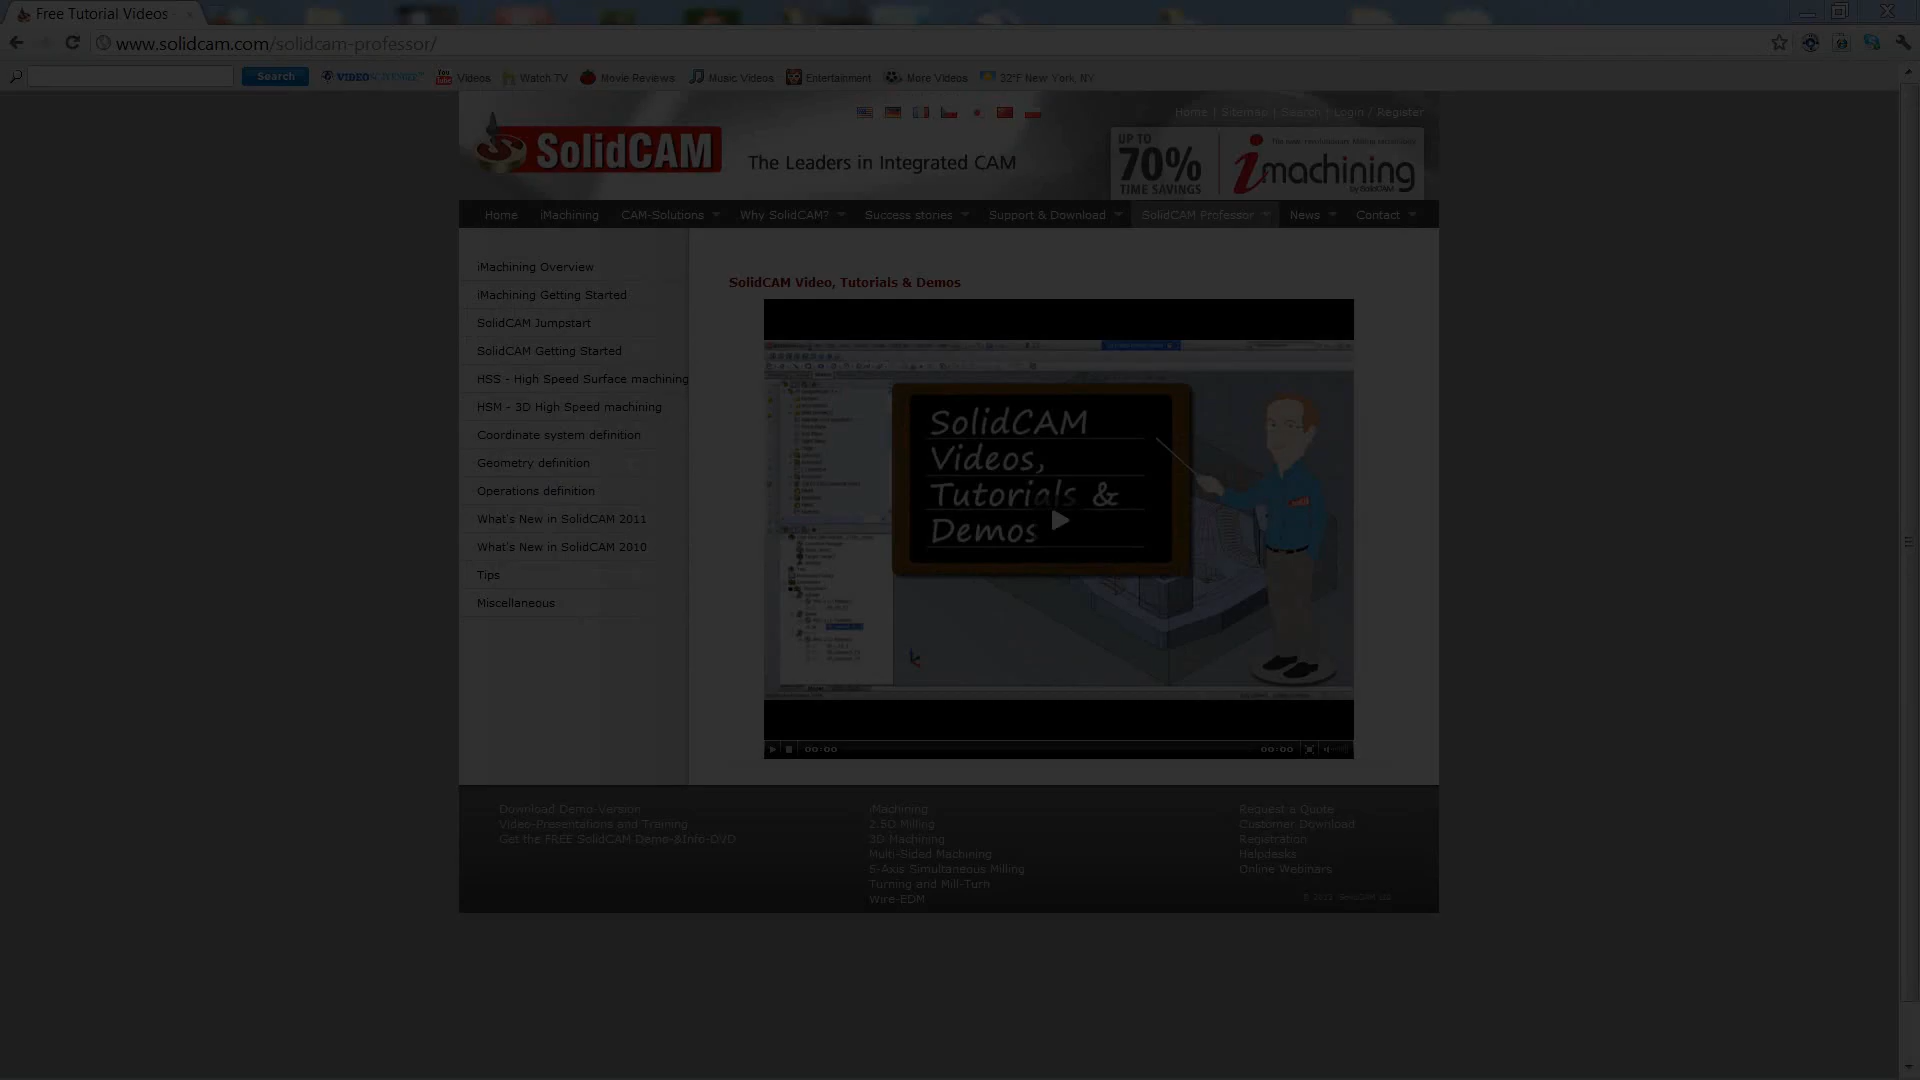 Free Tutorial Videos
www.solidcam.com/solidcam-professor/
Search
Videos
Watch TV
Movie Reviews
Music Videos
Entertainment
More Videos
32°F New York, NY
Home | Sitemap | Search | Login / Register
SolidCAM
The Leaders in Integrated CAM
UP TO
70%
TIME SAVINGS
imachining
by SolidCAM
Home
iMachining
CAM-Solutions
Why SolidCAM?
Success stories
Support & Download
SolidCAM Professor
News
Contact
iMachining Overview
iMachining Getting Started
SolidCAM Jumpstart
SolidCAM Getting Started
HSS - High Speed Surface machining
HSM - 3D High Speed machining
Coordinate system definition
Geometry definition
Operations definition
What's New in SolidCAM 2011
What's New in SolidCAM 2010
Tips
Miscellaneous
SolidCAM Video, Tutorials & Demos
SolidCAM
Videos,
Tutorials &
Demos
00:00
00:00
Download Demo-Version
Video-Presentations and Training
Get the FREE SolidCAM Demo-&Info-DVD
iMachining
2.5D Milling
3D Machining
Multi-Sided Machining
5-Axis Simultaneous Milling
Turning and Mill-Turn
Wire-EDM
Request a Quote
Customer Download
Registration
Helpdesks
Online Webinars